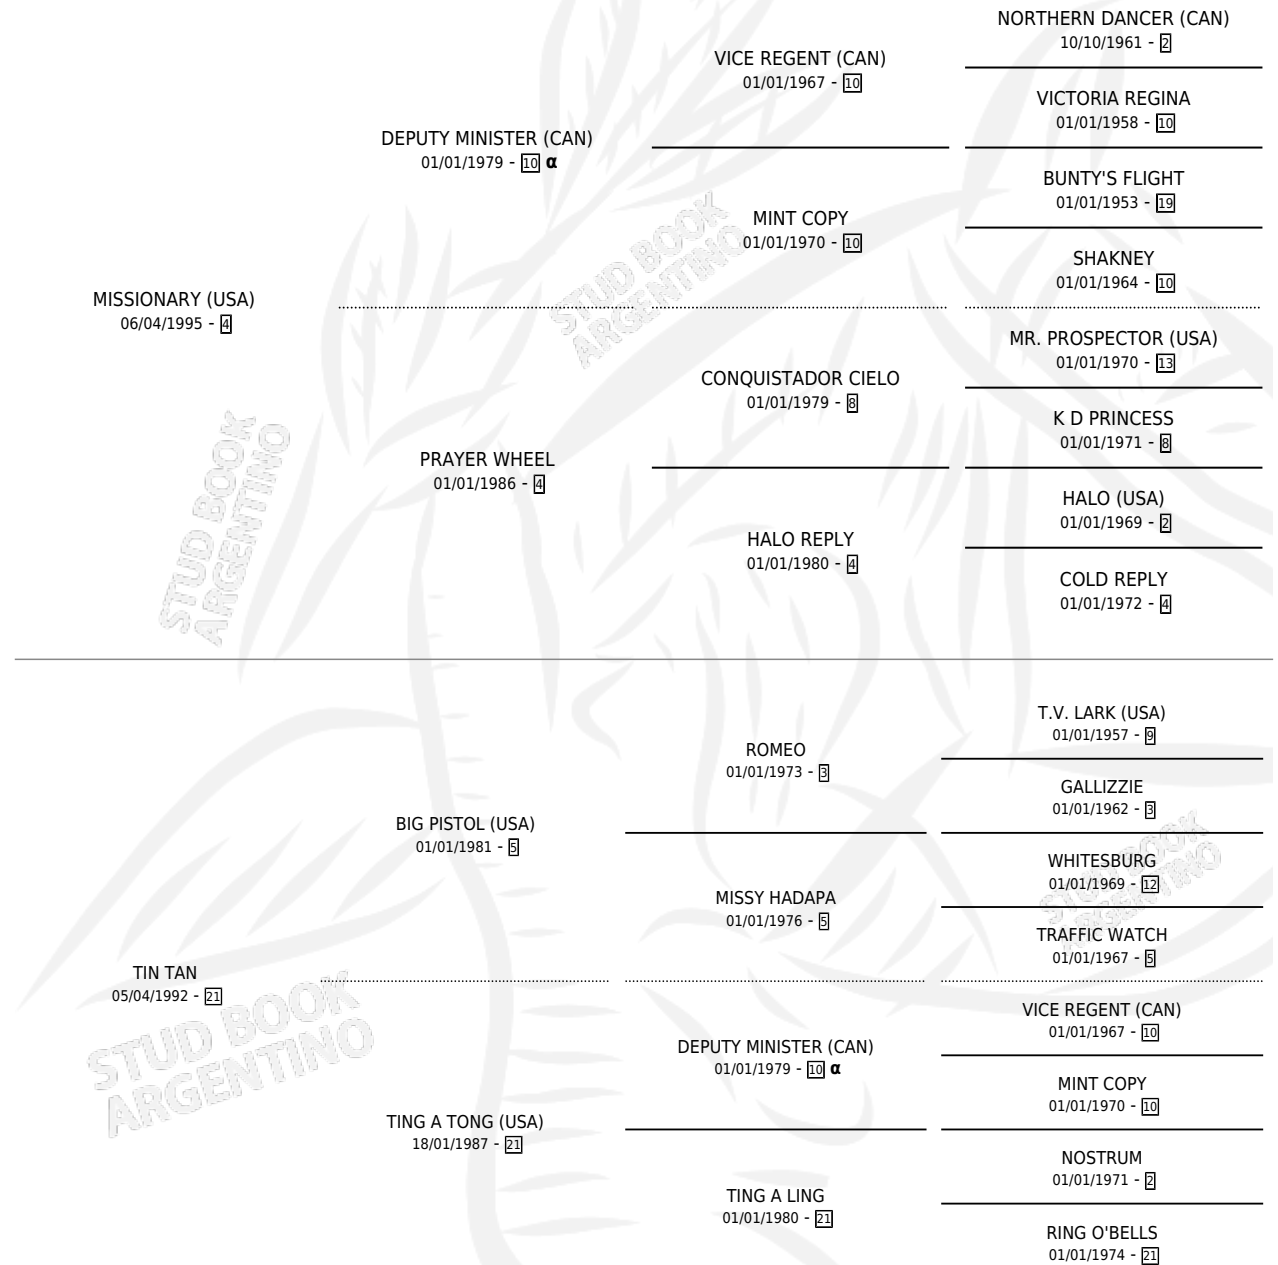 NORTHERN DANCER (CAN)
10/10/1961 - 2
VICE REGENT (CAN)
01/01/1967 - 10
VICTORIA REGINA
01/01/1958 - 10
DEPUTY MINISTER (CAN)
01/01/1979 - 10 α
BUNTY'S FLIGHT
01/01/1953 - 19
MINT COPY
01/01/1970 - 10
SHAKNEY
01/01/1964 - 10
MISSIONARY (USA)
06/04/1995 - 4
MR. PROSPECTOR (USA)
01/01/1970 - 13
CONQUISTADOR CIELO
01/01/1979 - 8
K D PRINCESS
01/01/1971 - 8
PRAYER WHEEL
01/01/1986 - 4
HALO (USA)
01/01/1969 - 2
HALO REPLY
01/01/1980 - 4
COLD REPLY
01/01/1972 - 4
T.V. LARK (USA)
01/01/1957 - 9
ROMEO
01/01/1973 - 3
GALLIZZIE
01/01/1962 - 3
BIG PISTOL (USA)
01/01/1981 - 5
WHITESBURG
01/01/1969 - 12
MISSY HADAPA
01/01/1976 - 5
TRAFFIC WATCH
01/01/1967 - 5
TIN TAN
05/04/1992 - 21
VICE REGENT (CAN)
01/01/1967 - 10
DEPUTY MINISTER (CAN)
01/01/1979 - 10 α
MINT COPY
01/01/1970 - 10
TING A TONG (USA)
18/01/1987 - 21
NOSTRUM
01/01/1971 - 2
TING A LING
01/01/1980 - 21
RING O'BELLS
01/01/1974 - 21
STUD BOOK
ARGENTINO
STUD BOOK
ARGENTINO
STUD BOOK
ARGENTINO
STUD BOOK
ARGENTINO